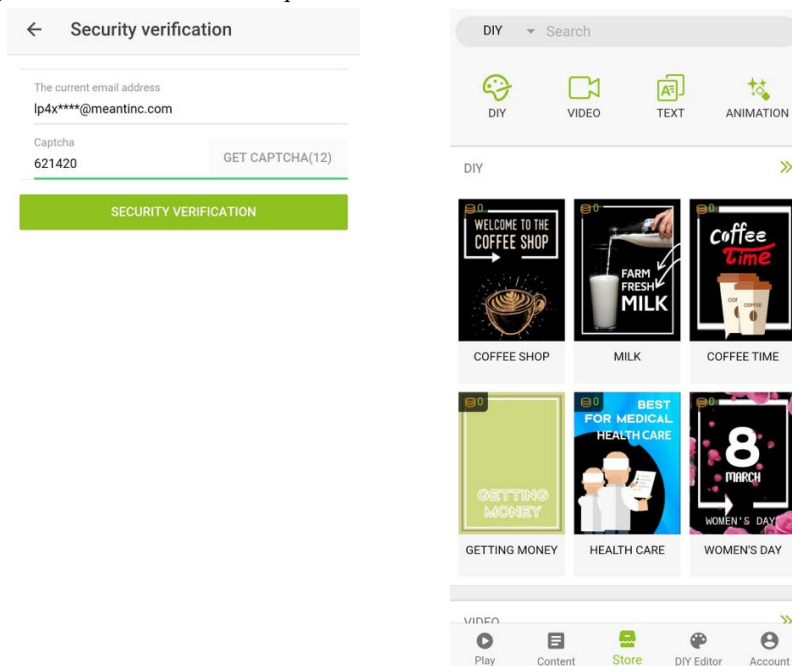 Security verification
The current email address
lp4x****@meantinc.com
Captcha
621420
GET CAPTCHA(12)
SECURITY VERIFICATION
DIY
Search
DIY
VIDEO
TEXT
ANIMATION
DIY
0
WELCOME TO THE
COFFEE SHOP
COFFEE SHOP
0
FARM
FRESH
MILK
MILK
0
coffee
Time
COFFEE
COFFEE TIME
0
GETTING
MONEY
GETTING MONEY
0
BEST
FOR MEDICAL
HEALTH CARE
HEALTH CARE
0
8
MARCH
WOMEN'S DAY
WOMEN'S DAY
VIDEO
Play
Content
Store
DIY Editor
Account